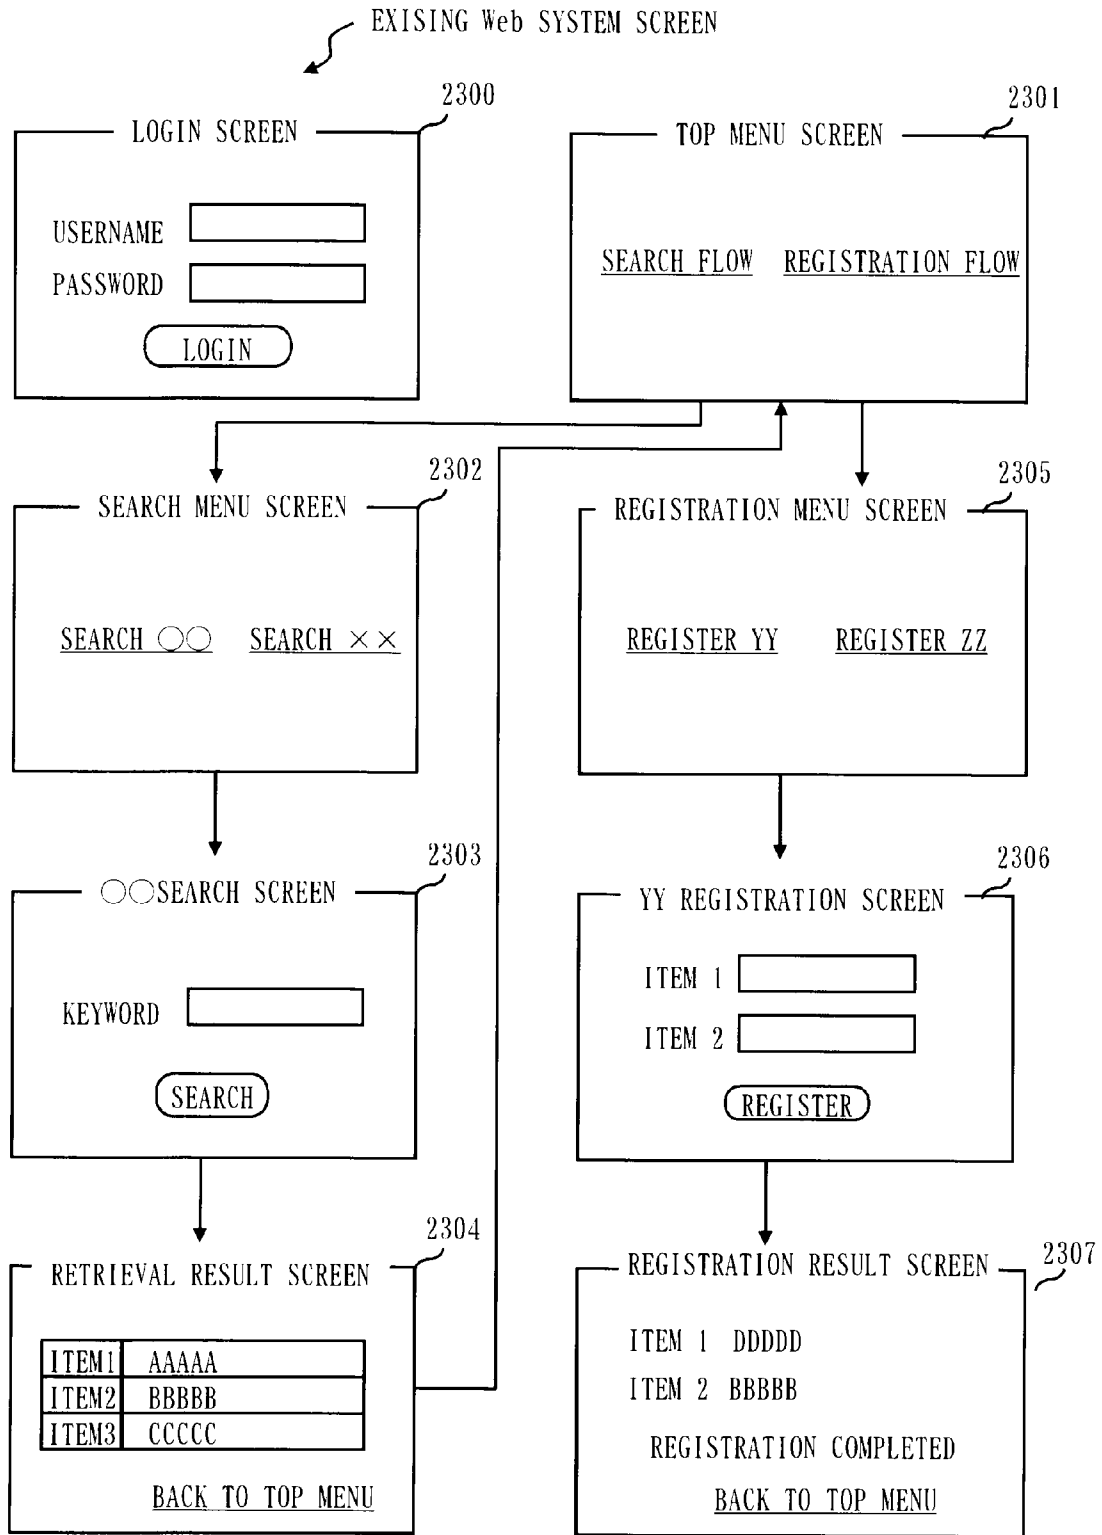 EXISING Web SYSTEM SCREEN
2300
LOGIN SCREEN
USERNAME
PASSWORD
LOGIN
2301
TOP MENU SCREEN
SEARCH FLOW REGISTRATION FLOW
2302
SEARCH MENU SCREEN
SEARCH ○○ SEARCH ××
2305
REGISTRATION MENU SCREEN
REGISTER YY REGISTER ZZ
2303
○○SEARCH SCREEN
KEYWORD
SEARCH
2306
YY REGISTRATION SCREEN
ITEM 1
ITEM 2
REGISTER
2304
RETRIEVAL RESULT SCREEN
ITEM1 AAAAA
ITEM2 BBBBB
ITEM3 CCCCC
BACK TO TOP MENU
2307
REGISTRATION RESULT SCREEN
ITEM 1 DDDDD
ITEM 2 BBBBB
REGISTRATION COMPLETED
BACK TO TOP MENU